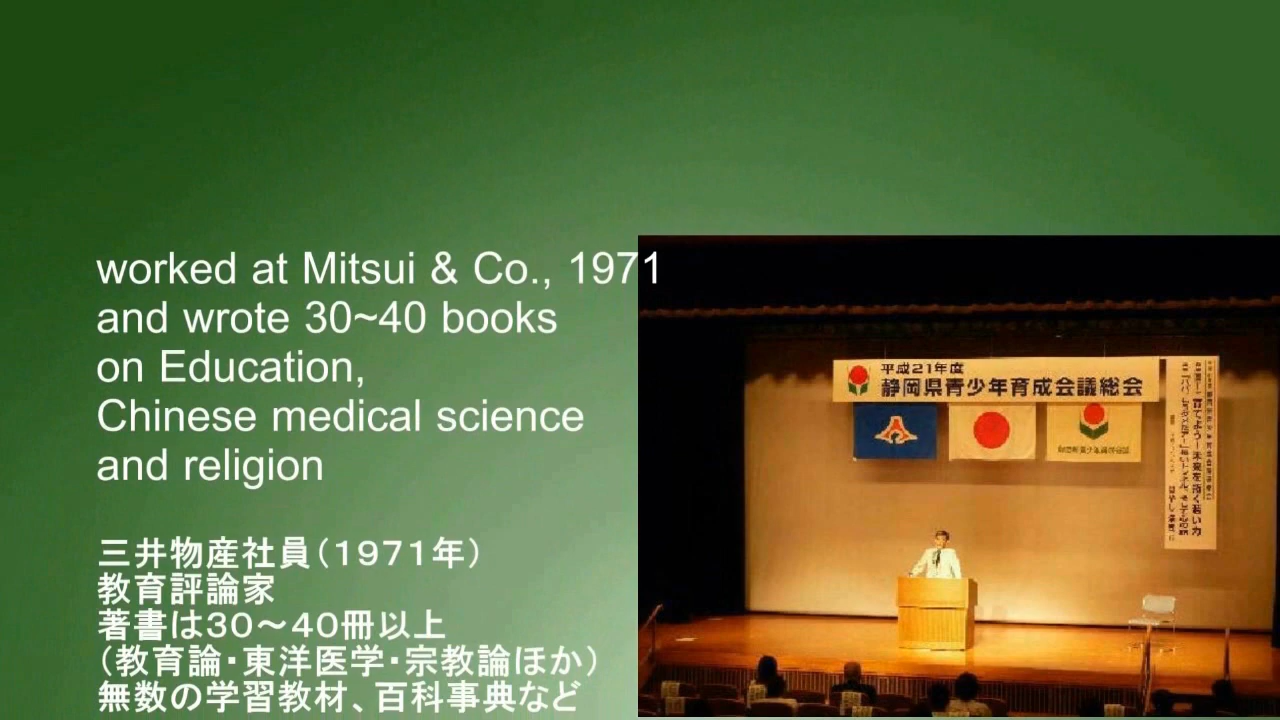 worked at Mitsui & Co., 1971
and wrote 30~40 books
on Education,
Chinese medical science
and religion
三井物産社員(1971年)
教育評論家
著書は30～40冊以上
(教育論・東洋医学・宗教論ほか)
無数の学習教材、百科事典など
平成21年度
静岡県青少年育成会議総会